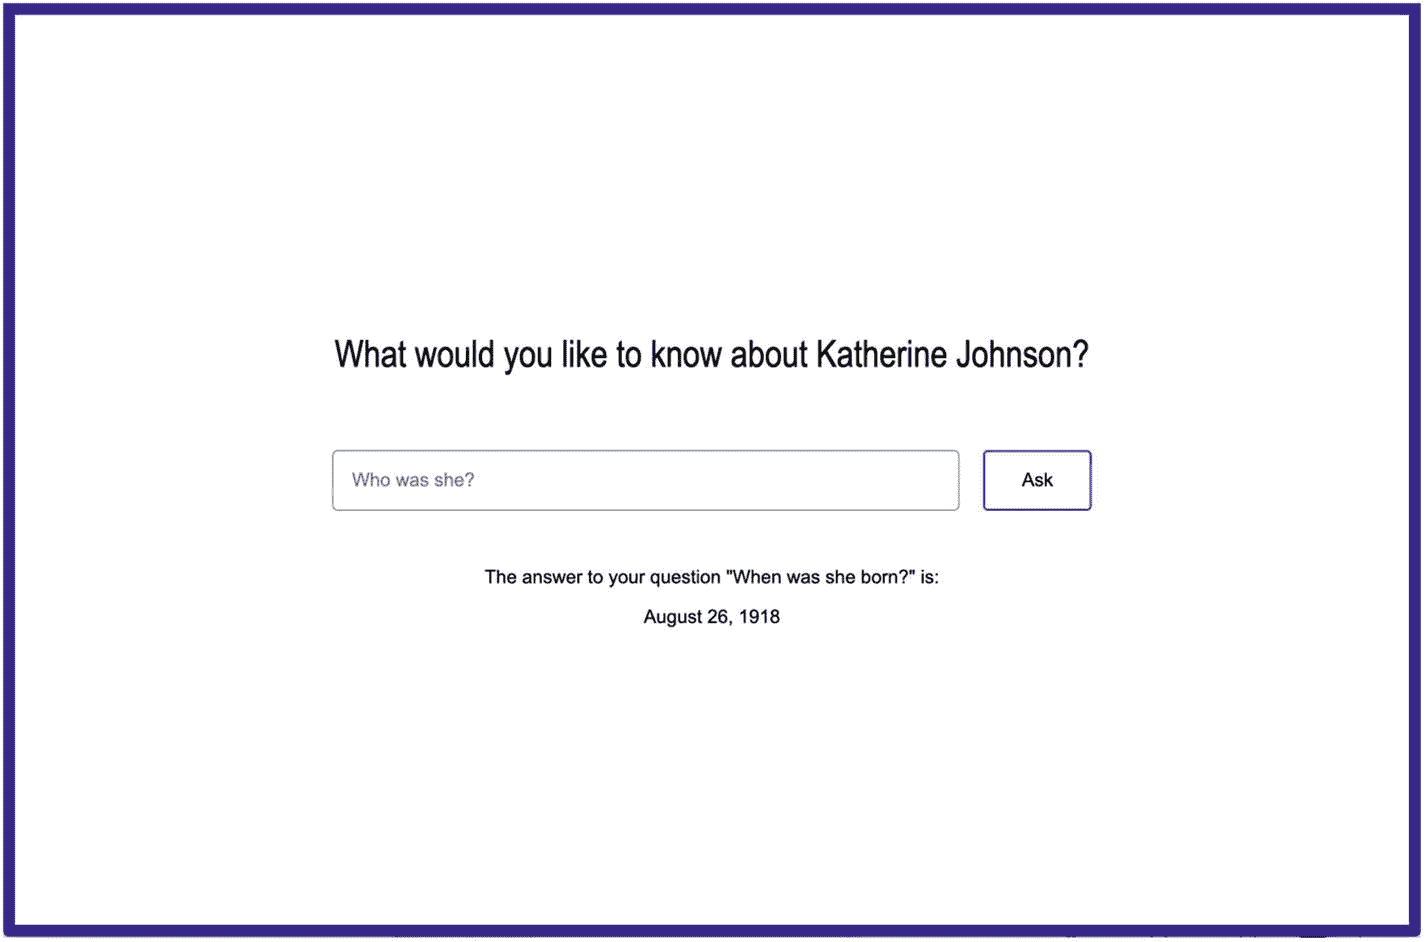 What would you like to know about Katherine Johnson?
Who was she?
Ask
The answer to your question "When was she born?" is:
August 26, 1918